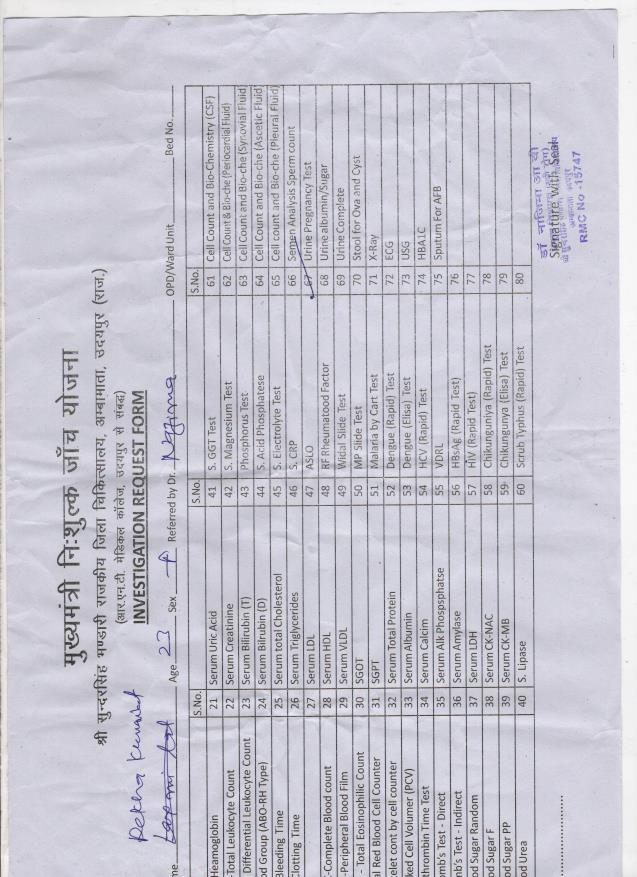 मुख्यमंत्री नि:शुल्क जाँच योजना
श्री सुन्दरसिंह भण्डारी राजकीय जिला चिकित्सालय, अम्बामाता, उदयपुर (राज.)
(आर.एन.टी. मेडिकल कॉलेज, उदयपुर से संबद्ध)
INVESTIGATION REQUEST FORM
Rekha Kumawat
me Laxmi Lal Age 23 Sex F Referred by Dr. Najma OPD/Ward Unit Bed No.
S.No. S.No. S.No.
Heamoglobin 21 Serum Uric Acid 41 S. GGT Test 61 Cell Count and Bio-Chemistry (CSF)
-Total Leukocyte Count 22 Serum Creatinine 42 S. Magnesium Test 62 Cell Count & Bio-che (Periocardial Fluid)
Differential Leukocyte Count 23 Serum Bilirubin (T) 43 Phosphorus Test 63 Cell Count and Bio-che (Synovial Fluid)
d Group (ABO-RH Type) 24 Serum Bilrubin (D) 44 S. Acid Phosphatese 64 Cell Count and Bio-che (Ascetic Fluid)
leeding Time 25 Serum total Cholesterol 45 S. Electrolyte Test 65 Cell count and Bio-che (Pleural Fluid)
lotting Time 26 Serum Triglycerides 46 S. CRP 66 Semen Analysis Sperm count
27 Serum LDL 47 ASLO 67 Urine Pregnancy Test
-Complete Blood count 28 Serum HDL 48 RF Rheumatood Factor 68 Urine albumin/Sugar
-Peripheral Blood Film 29 Serum VLDL 49 Widal Slide Test 69 Urine Complete
- Total Eosinophilic Count 30 SGOT 50 MP Slide Test 70 Stool for Ova and Cyst
al Red Blood Cell Counter 31 SGPT 51 Malaria by Cart Test 71 X-Ray
elet cont by cell counter 32 Serum Total Protein 52 Dengue (Rapid) Test 72 ECG
ked Cell Volumer (PCV) 33 Serum Albumin 53 Dengue (Elisa) Test 73 USG
thrombin Time Test 34 Serum Calcim 54 HCV (Rapid) Test 74 HBA1C
mb's Test - Direct 35 Serum Alk Phospsphatse 55 VDRL 75 Sputum For AFB
mb's Test - Indirect 36 Serum Amylase 56 HBsAg (Rapid Test) 76
d Sugar Random 37 Serum LDH 57 HIV (Rapid Test) 77
d Sugar F 38 Serum CK-NAC 58 Chikunguniya (Rapid) Test 78
d Sugar PP 39 Serum CK-MB 59 Chikungunya (Elisa) Test 79
d Urea 40 S. Lipase 60 Scrub Typhus (Rapid) Test 80
डॉ नाजिमा आ
Signature with Seal
RMC No -15747